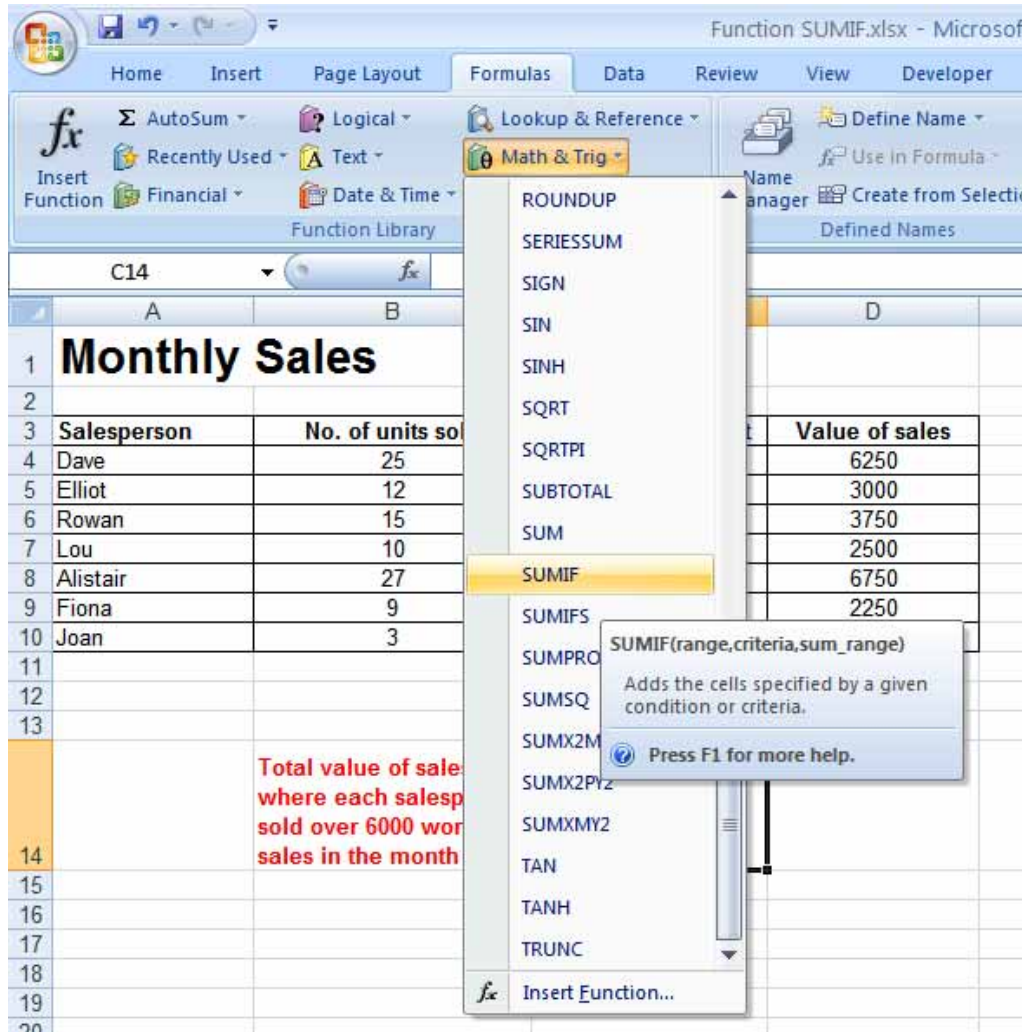 Function SUMIF.xlsx - Microsof
Home Insert Page Layout Formulas Data Review View Developer
Σ AutoSum
Recently Used
Financial
Logical
Text
Date & Time
Lookup & Reference
Math & Trig
fx
Insert
Function
Function Library
Name
anager
Define Name
fx Use in Formula
Create from Selecti
Defined Names
C14
fx
A B D
1 Monthly Sales
2
3 Salesperson No. of units sol t Value of sales
4 Dave 25 6250
5 Elliot 12 3000
6 Rowan 15 3750
7 Lou 10 2500
8 Alistair 27 6750
9 Fiona 9 2250
10 Joan 3
11
12
13
Total value of sale
where each salesp
sold over 6000 wor
14 sales in the month
15
16
17
18
19
20
ROUNDUP
SERIESSUM
SIGN
SIN
SINH
SQRT
SQRTPI
SUBTOTAL
SUM
SUMIF
SUMIFS
SUMPRO
SUMSQ
SUMX2M
SUMX2PY2
SUMXMY2
TAN
TANH
TRUNC
fx Insert Function...
SUMIF(range,criteria,sum_range)
Adds the cells specified by a given
condition or criteria.
Press F1 for more help.